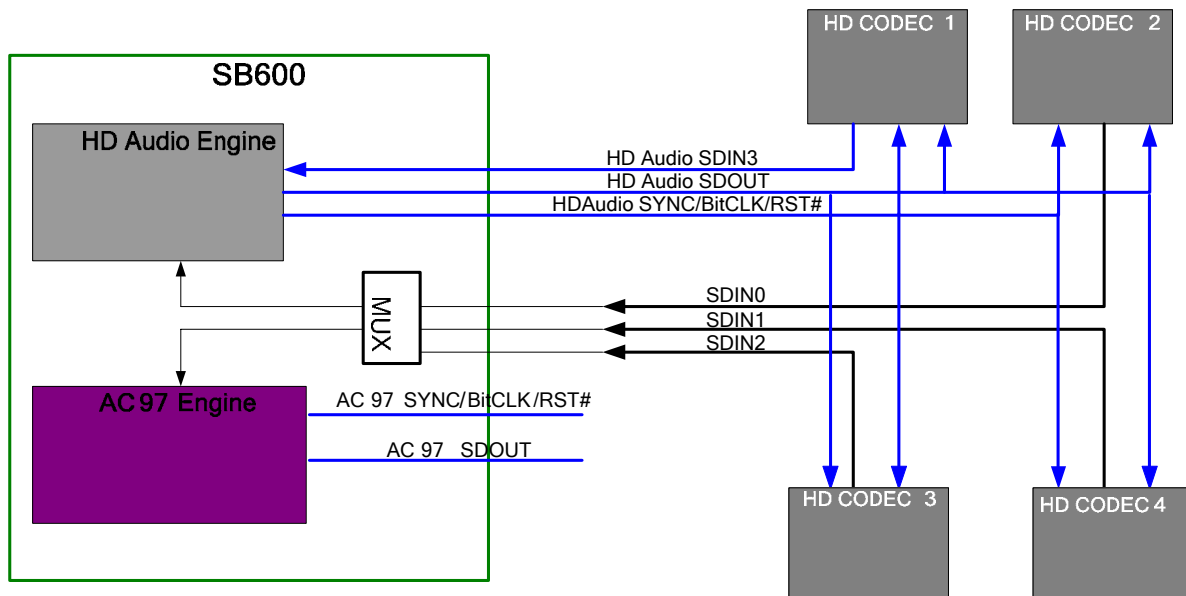 HD CODEC 1
HD CODEC 2
SB600
HD Audio Engine
HD Audio SDIN3
HD Audio SDOUT
HDAudio SYNC/BitCLK/RST#
MUX
SDIN0
SDIN1
SDIN2
AC 97 Engine
AC 97 SYNC/BitCLK/RST#
AC 97 SDOUT
HD CODEC 3
HD CODEC 4